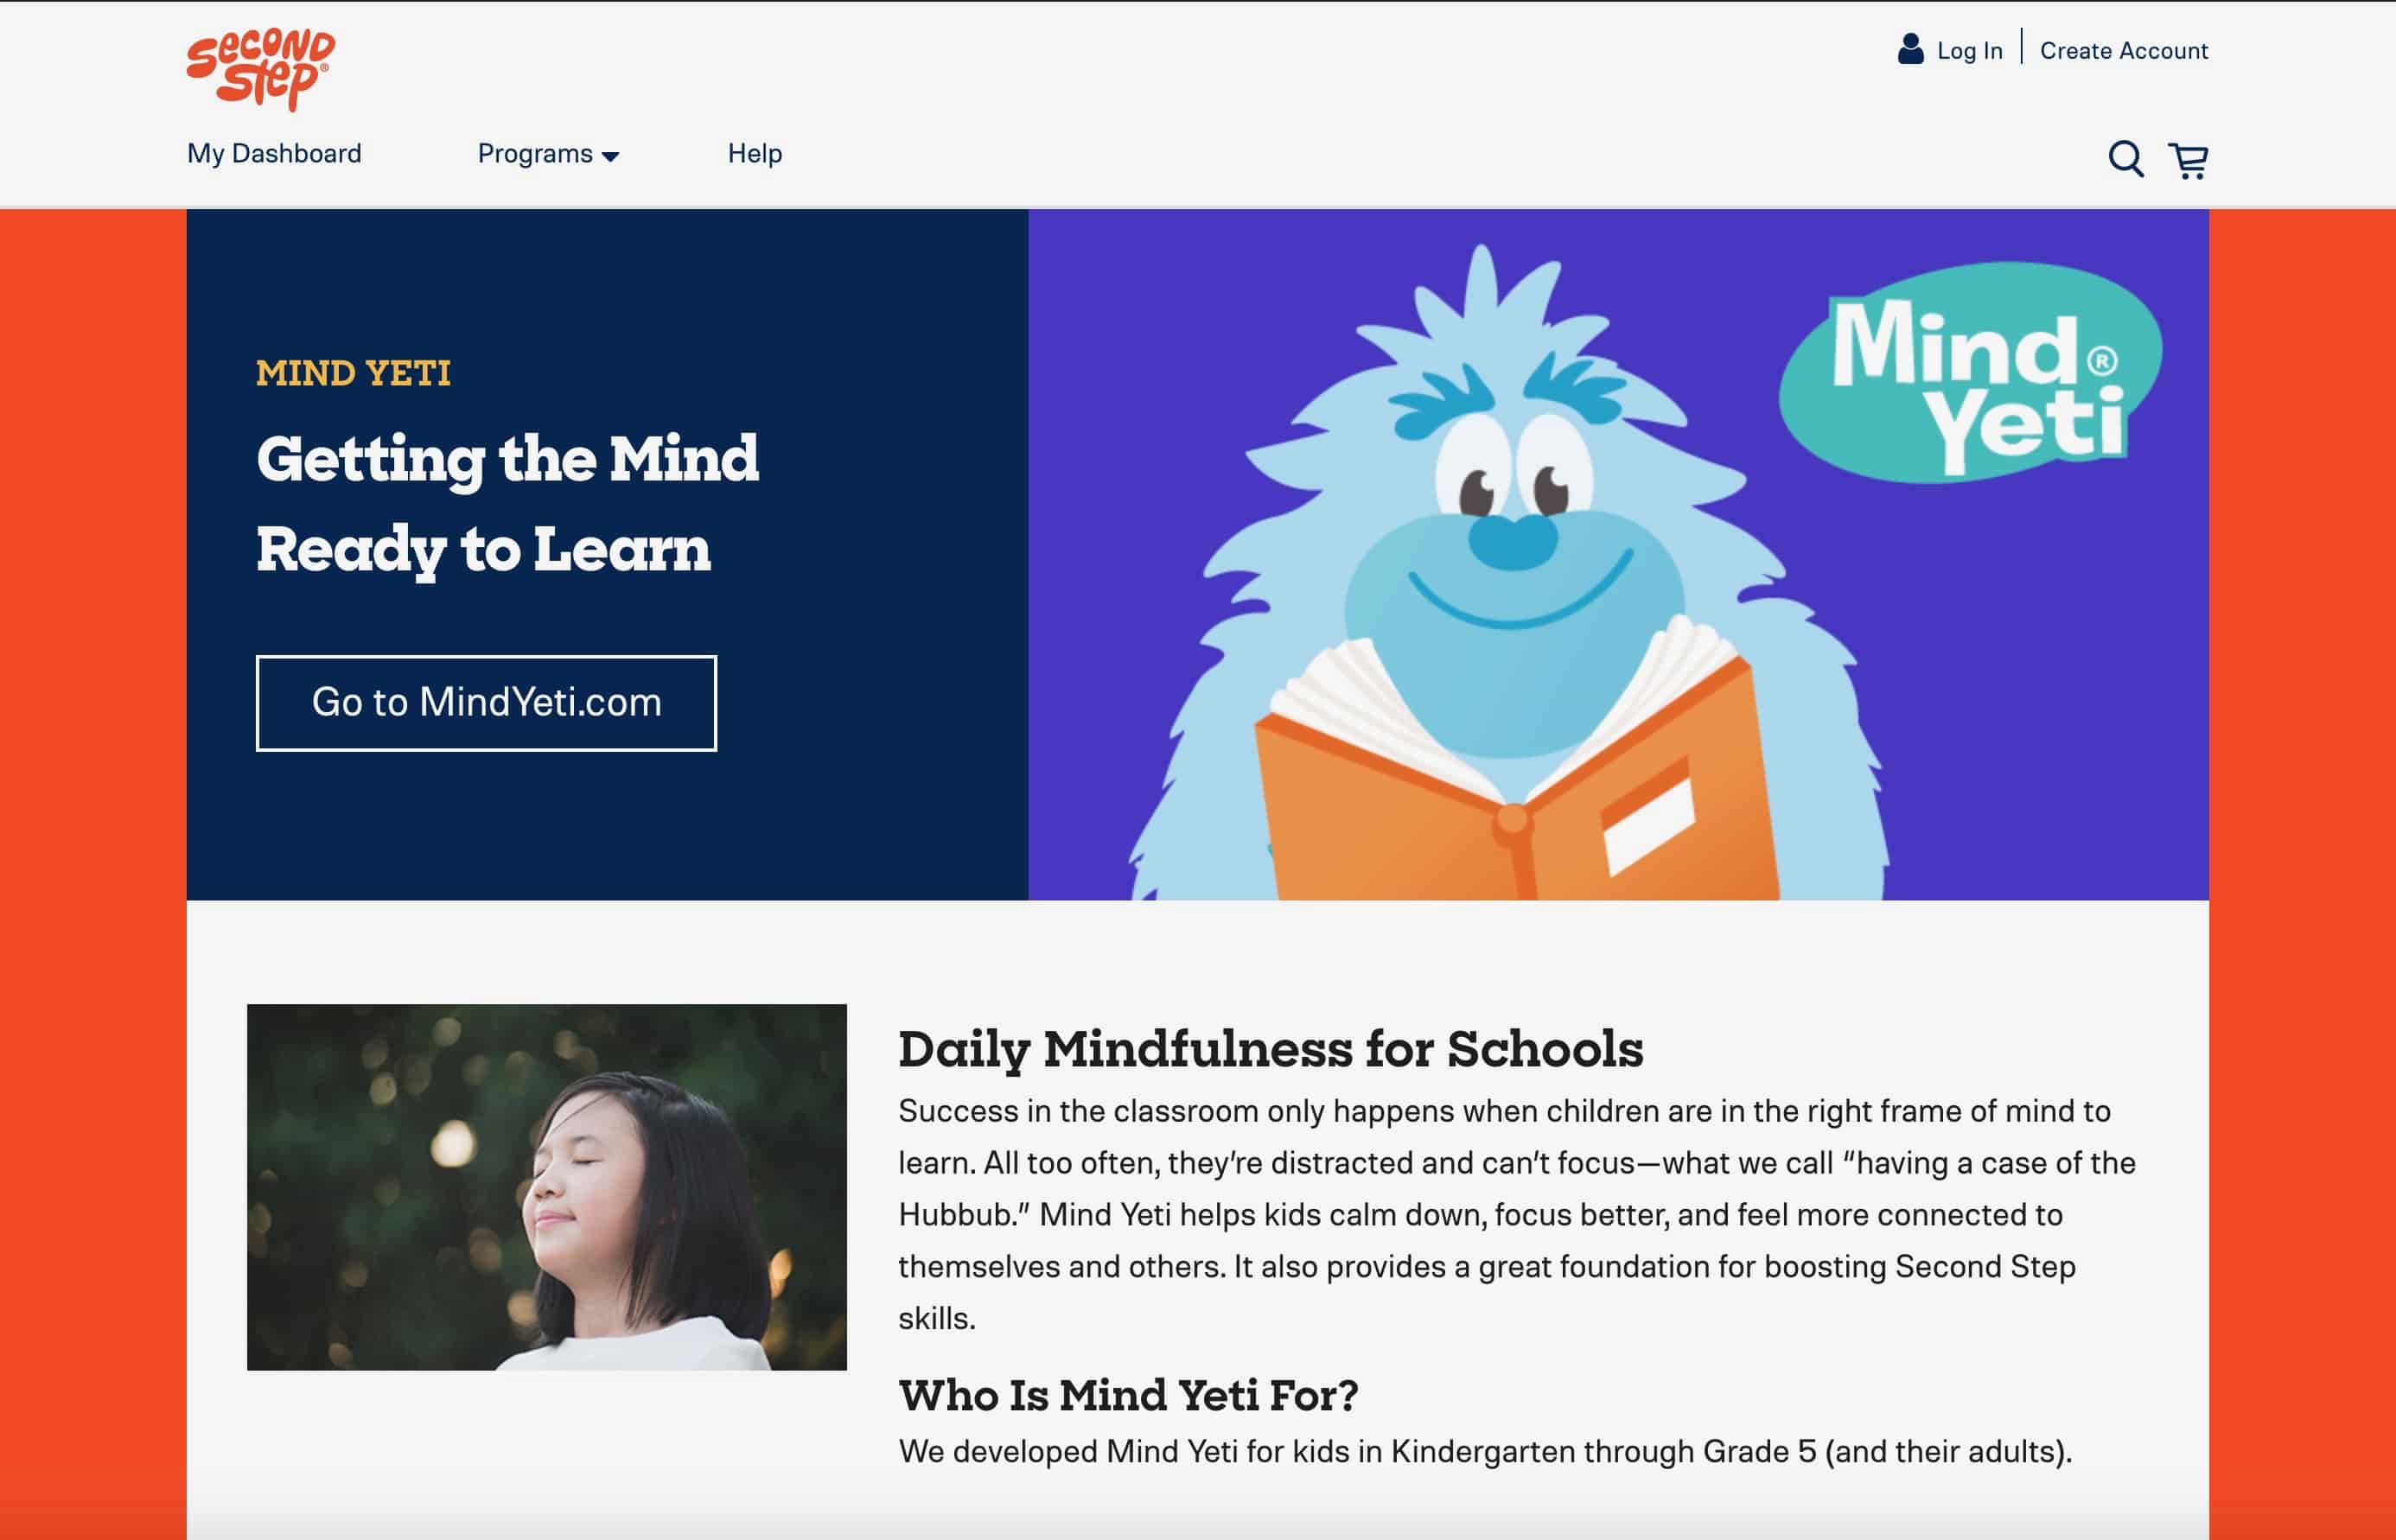 Second
Step®
Log In
Create Account
My Dashboard
Programs
Help
MIND YETI
Getting the Mind
Ready to Learn
Go to MindYeti.com
Mind®
Yeti
Daily Mindfulness for Schools
Success in the classroom only happens when children are in the right frame of mind to
learn. All too often, they’re distracted and can’t focus—what we call “having a case of the
Hubbub.” Mind Yeti helps kids calm down, focus better, and feel more connected to
themselves and others. It also provides a great foundation for boosting Second Step
skills.
Who Is Mind Yeti For?
We developed Mind Yeti for kids in Kindergarten through Grade 5 (and their adults).